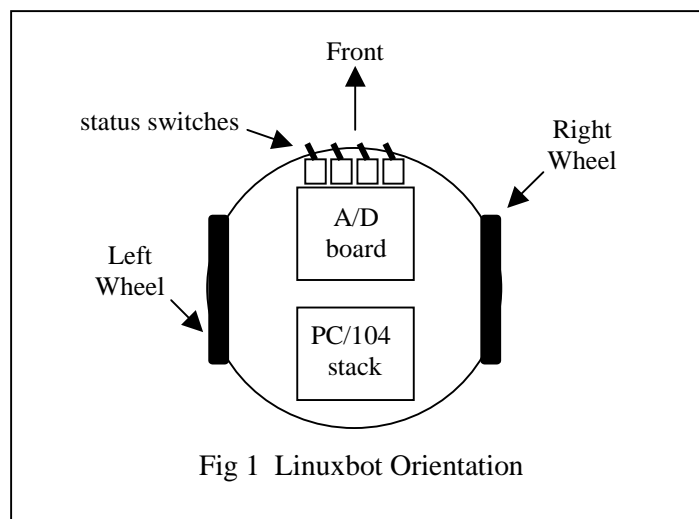 Front
status switches
Right
Wheel
A/D
board
Left
Wheel
PC/104
stack
Fig 1 Linuxbot Orientation